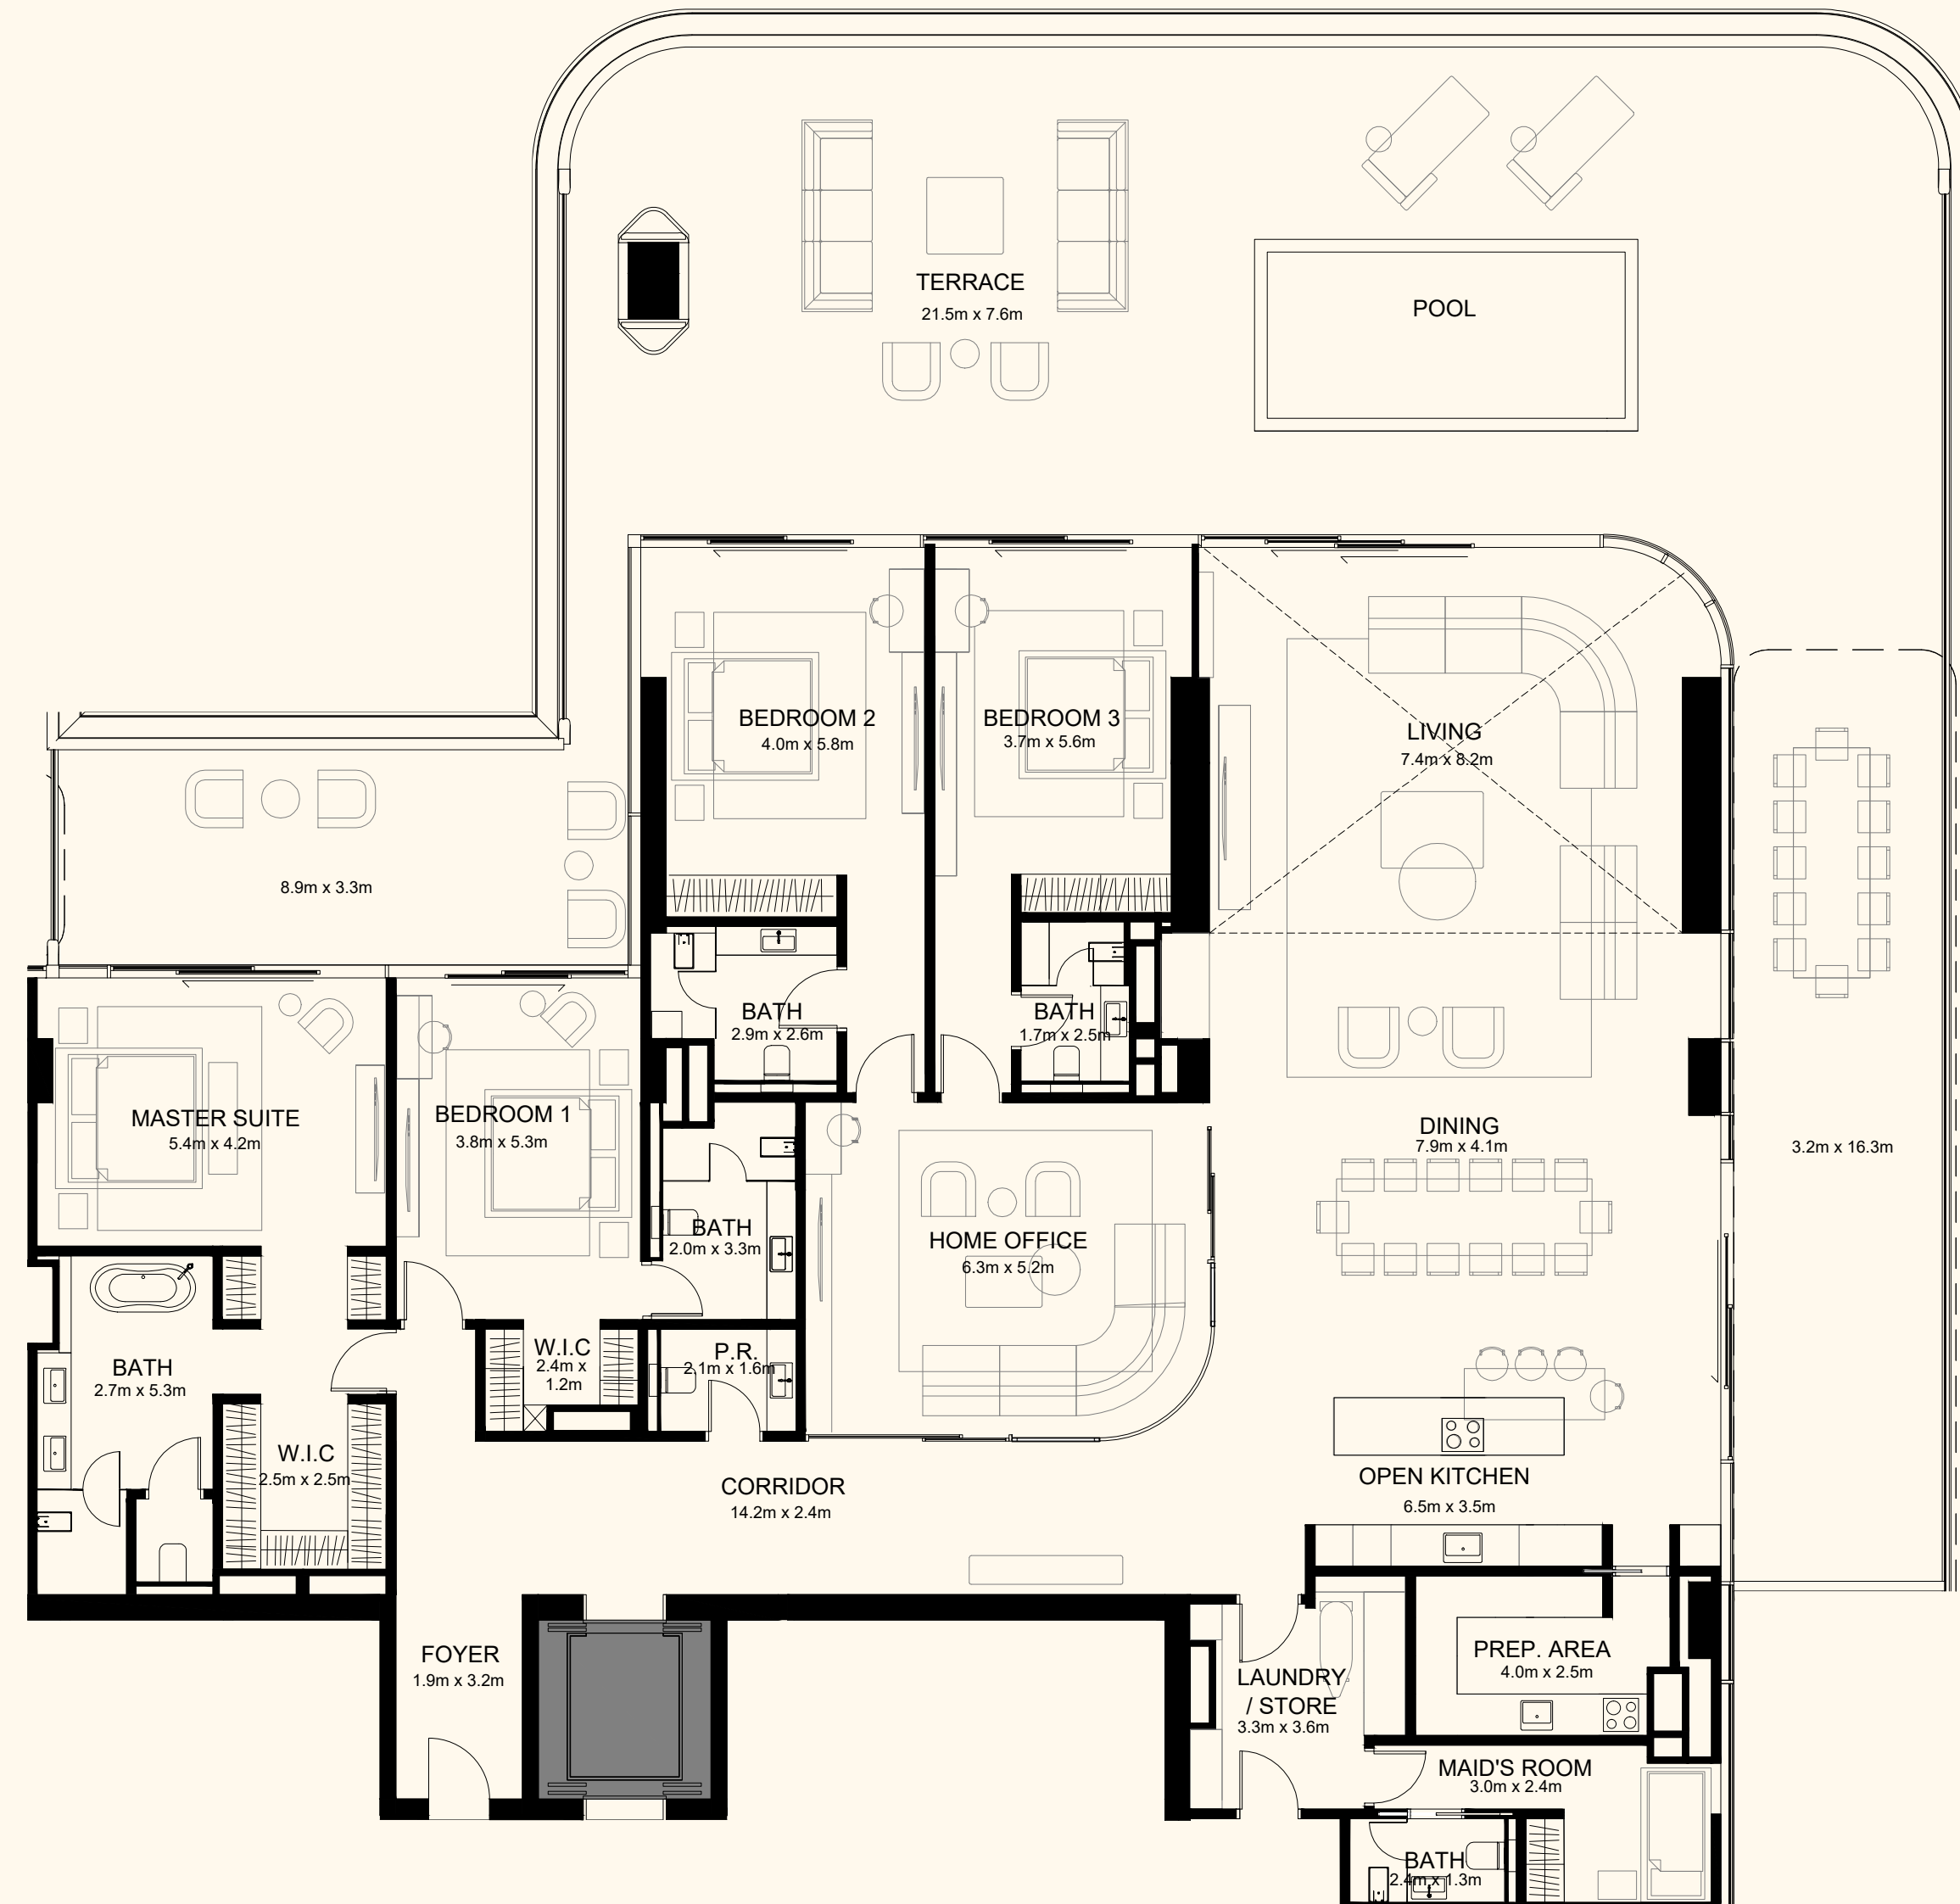 TERRACE
21.5m x 7.6m
POOL
BEDROOM 2
4.0m x 5.8m
BEDROOM 3
3.7m x 5.6m
LIVING
7.4m x 8.2m
8.9m x 3.3m
BATH
2.9m x 2.6m
BATH
1.7m x 2.5m
MASTER SUITE
5.4m x 4.2m
BEDROOM 1
3.8m x 5.3m
DINING
7.9m x 4.1m
3.2m x 16.3m
BATH
2.0m x 3.3m
HOME OFFICE
6.3m x 5.2m
BATH
2.7m x 5.3m
W.I.C
2.4m x
1.2m
P.R.
2.1m x 1.6m
W.I.C
2.5m x 2.5m
CORRIDOR
14.2m x 2.4m
OPEN KITCHEN
6.5m x 3.5m
FOYER
1.9m x 3.2m
LAUNDRY
/ STORE
3.3m x 3.6m
PREP. AREA
4.0m x 2.5m
MAID'S ROOM
3.0m x 2.4m
BATH
2.4m x 1.3m